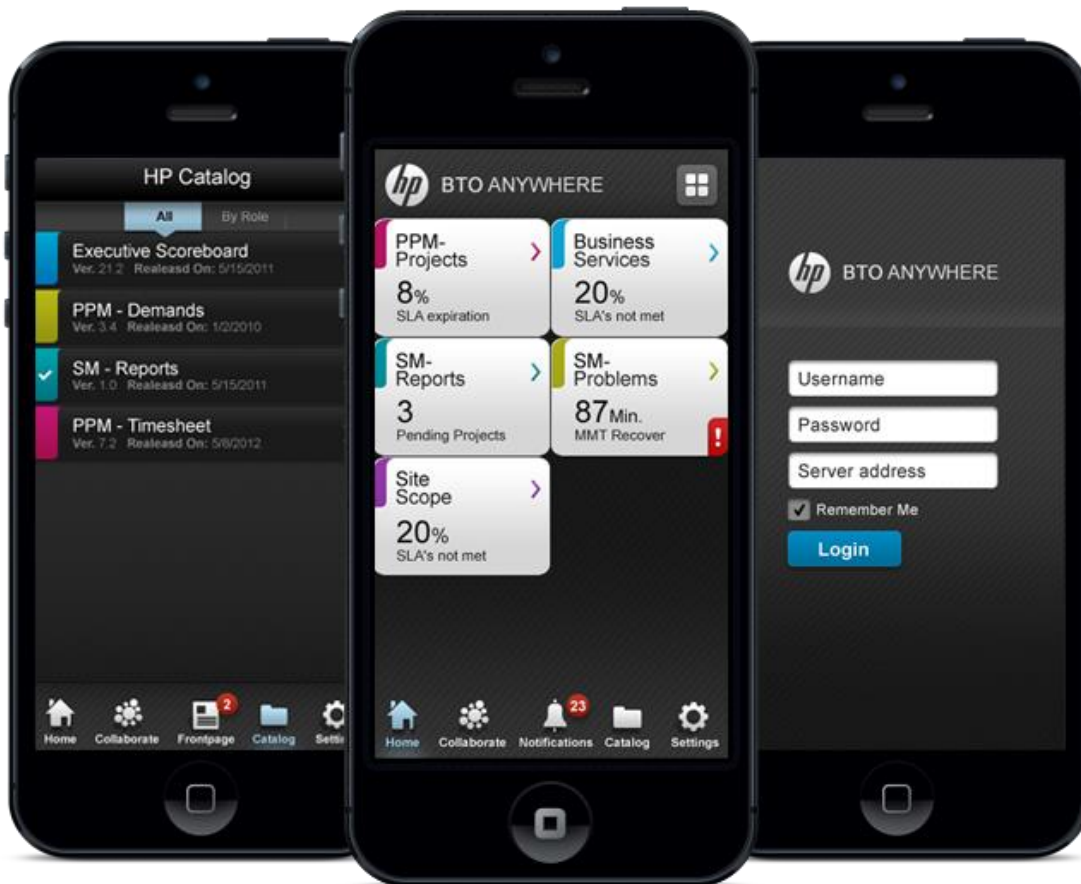 HP Catalog
All
By Role
Executive Scoreboard
Ver. 21.2 Realeasd On: 5/15/2011
PPM - Demands
Ver. 3.4 Realeasd On: 1/2/2010
SM - Reports
Ver. 1.0 Realeasd On: 5/15/2011
PPM - Timesheet
Ver. 7.2 Realeasd On: 5/8/2012
2
Home
Collaborate
Frontpage
Catalog
hp
BTO ANYWHERE
PPM-
Projects
8%
SLA expiration
Business
Services
20%
SLA's not met
SM-
Reports
3
Pending Projects
SM-
Problems
87 Min.
MMT Recover
!
Site
Scope
20%
SLA's not met
23
Home
Collaborate
Notifications
Catalog
Settings
hp
BTO ANYWHERE
Username
Password
Server address
Remember Me
Login